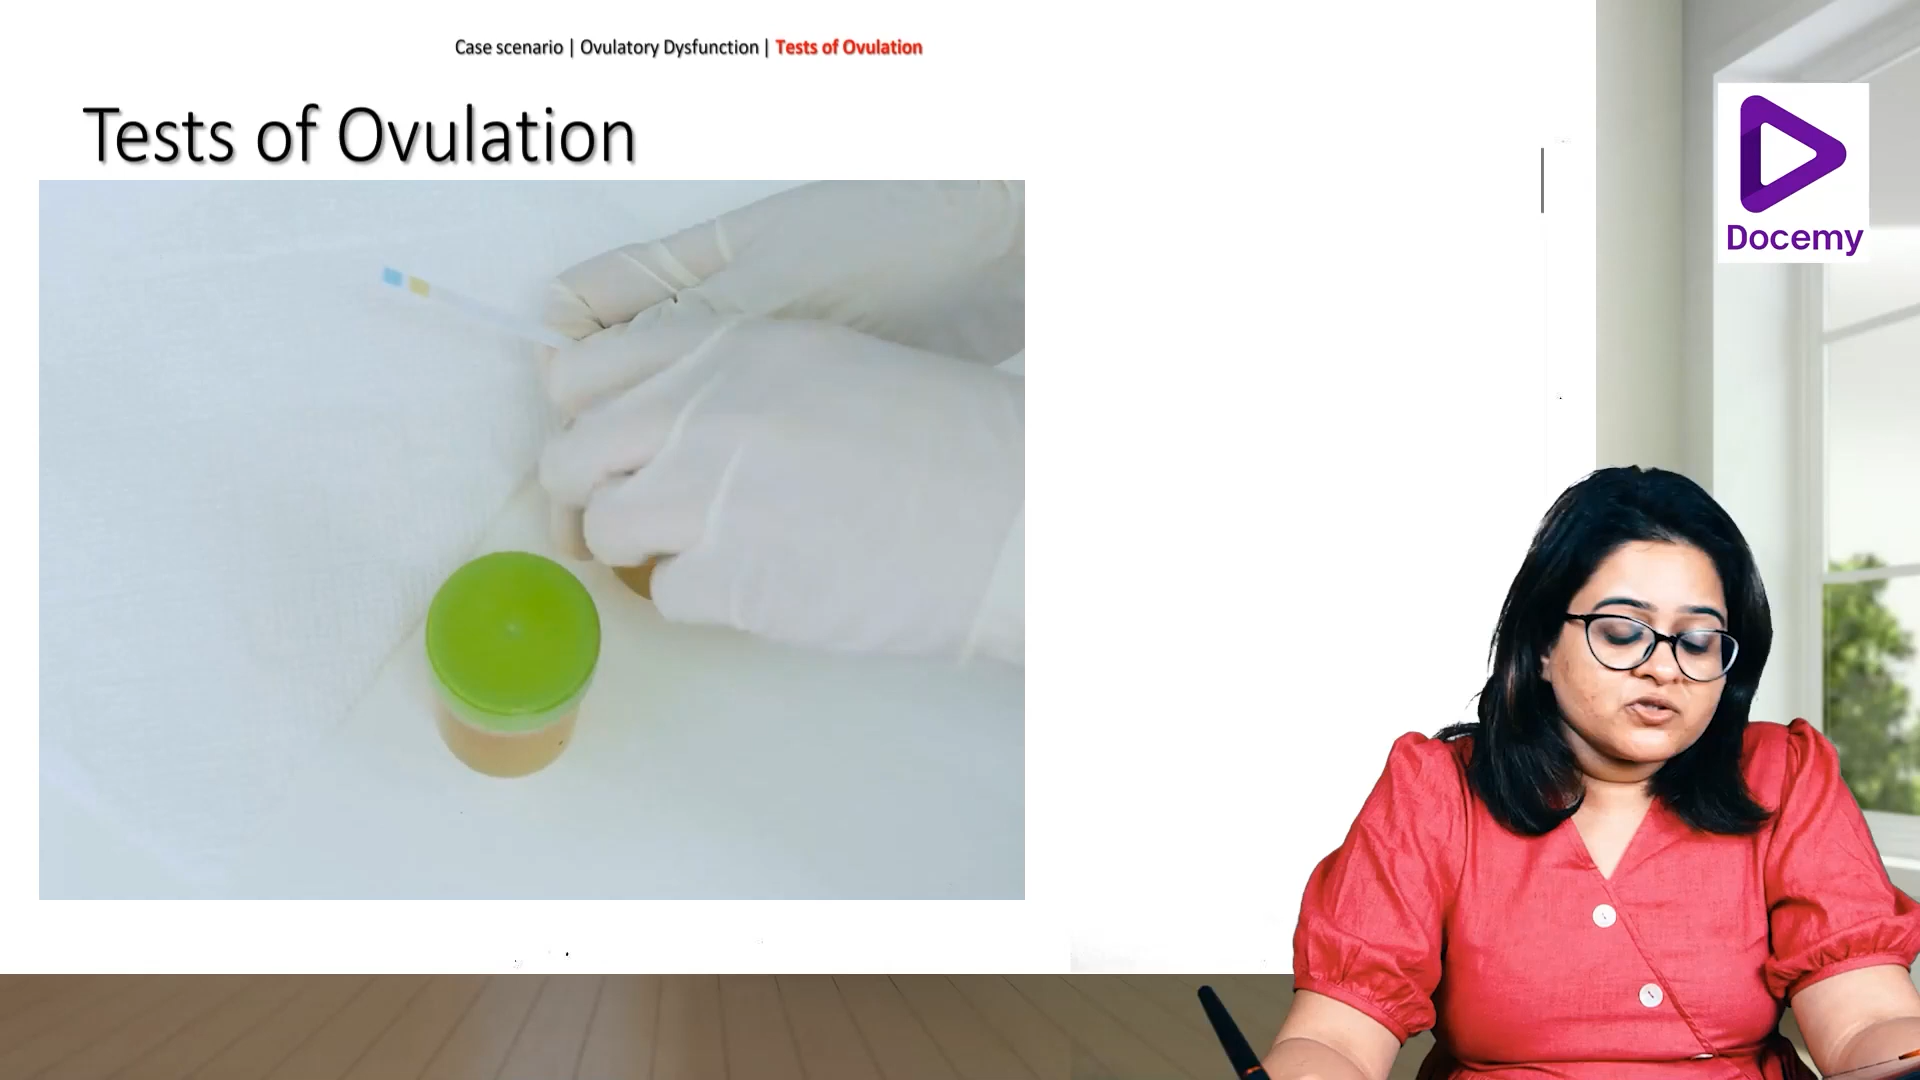 Case scenario | Ovulatory Dysfunction | Tests of Ovulation
Tests of Ovulation
Docemy